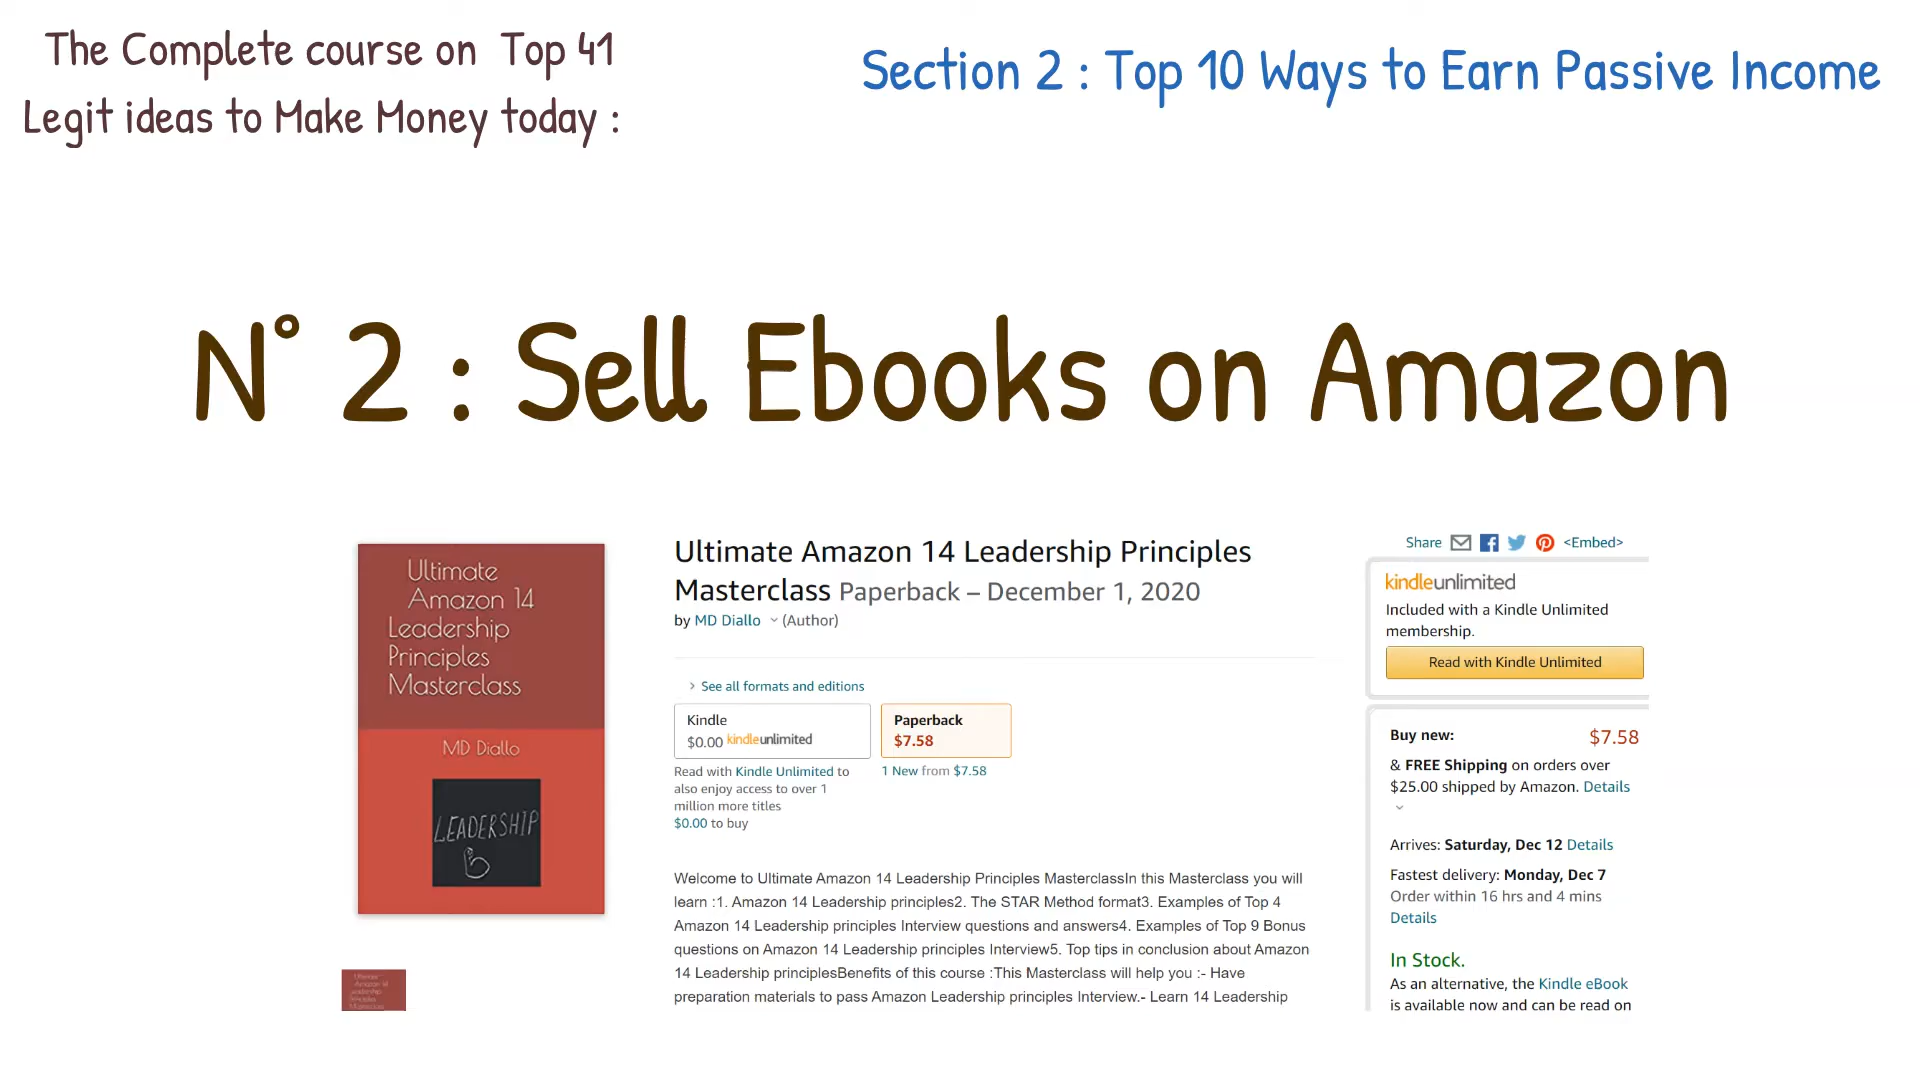 The Complete course on Top 41
Legit ideas to Make Money today :
Section 2 : Top 10 Ways to Earn Passive Income
N° 2 : Sell Ebooks on Amazon
Ultimate
Amazon 14
Leadership
Principles
Masterclass
MD Diallo
LEADERSHIP
Ultimate Amazon 14 Leadership Principles
Masterclass Paperback – December 1, 2020
by MD Diallo (Author)
See all formats and editions
Kindle
$0.00 kindleunlimited
Read with Kindle Unlimited to
also enjoy access to over 1
million more titles
$0.00 to buy
Paperback
$7.58
1 New from $7.58
Welcome to Ultimate Amazon 14 Leadership Principles MasterclassIn this Masterclass you will
learn :1. Amazon 14 Leadership principles2. The STAR Method format3. Examples of Top 4
Amazon 14 Leadership principles Interview questions and answers4. Examples of Top 9 Bonus
questions on Amazon 14 Leadership principles Interview5. Top tips in conclusion about Amazon
14 Leadership principlesBenefits of this course :This Masterclass will help you :- Have
preparation materials to pass Amazon Leadership principles Interview.- Learn 14 Leadership
Share <Embed>
kindleunlimited
Included with a Kindle Unlimited
membership.
Read with Kindle Unlimited
Buy new: $7.58
& FREE Shipping on orders over
$25.00 shipped by Amazon. Details
Arrives: Saturday, Dec 12 Details
Fastest delivery: Monday, Dec 7
Order within 16 hrs and 4 mins
Details
In Stock.
As an alternative, the Kindle eBook
is available now and can be read on